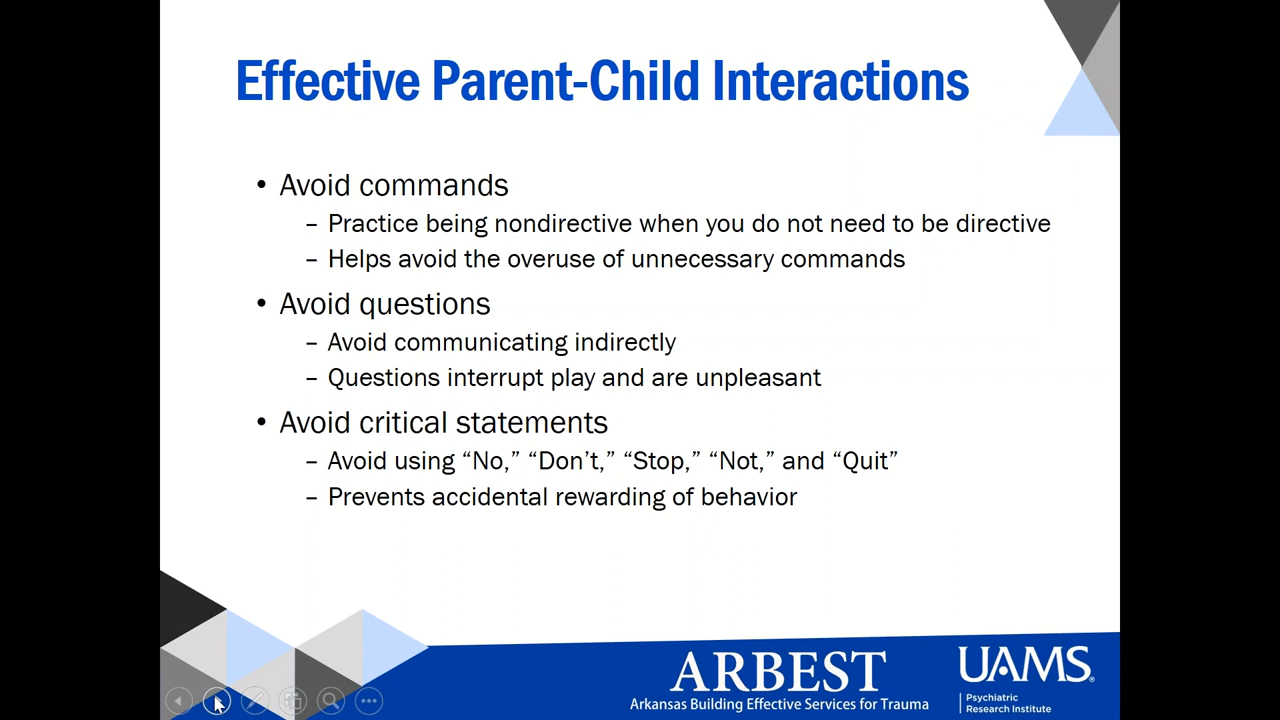 Effective Parent-Child Interactions
• Avoid commands
– Practice being nondirective when you do not need to be directive
– Helps avoid the overuse of unnecessary commands
• Avoid questions
– Avoid communicating indirectly
– Questions interrupt play and are unpleasant
• Avoid critical statements
– Avoid using “No,” “Don’t,” “Stop,” “Not,” and “Quit”
– Prevents accidental rewarding of behavior
ARBEST
Arkansas Building Effective Services for Trauma
UAMS®
Psychiatric
Research Institute